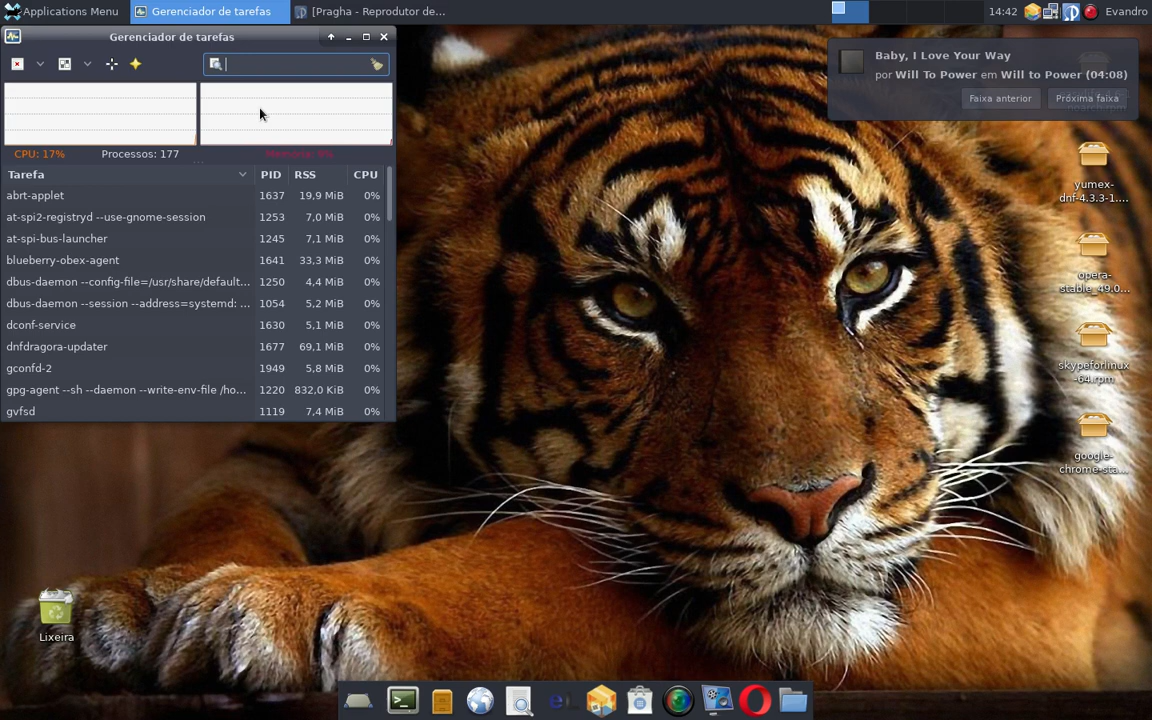 Applications Menu
Gerenciador de tarefas
[Pragha - Reprodutor de...
14:42
Evandro
Gerenciador de tarefas
Baby, I Love Your Way
por Will To Power em Will to Power (04:08)
Faixa anterior
Próxima faixa
CPU: 17%
Processos: 177
Tarefa PID RSS CPU
abrt-applet 1637 19,9 MiB 0%
at-spi2-registryd --use-gnome-session 1253 7,0 MiB 0%
at-spi-bus-launcher 1245 7,1 MiB 0%
blueberry-obex-agent 1641 33,3 MiB 0%
dbus-daemon --config-file=/usr/share/default... 1250 4,4 MiB 0%
dbus-daemon --session --address=systemd: ... 1054 5,2 MiB 0%
dconf-service 1630 5,1 MiB 0%
dnfdragora-updater 1677 69,1 MiB 0%
gconfd-2 1949 5,8 MiB 0%
gpg-agent --sh --daemon --write-env-file /ho... 1220 832,0 KiB 0%
gvfsd 1119 7,4 MiB 0%
yumex-
dnf-4.3.3-1....
opera-
stable_49.0...
skypeforlinux
-64.rpm
google-
chrome-sta...
Lixeira